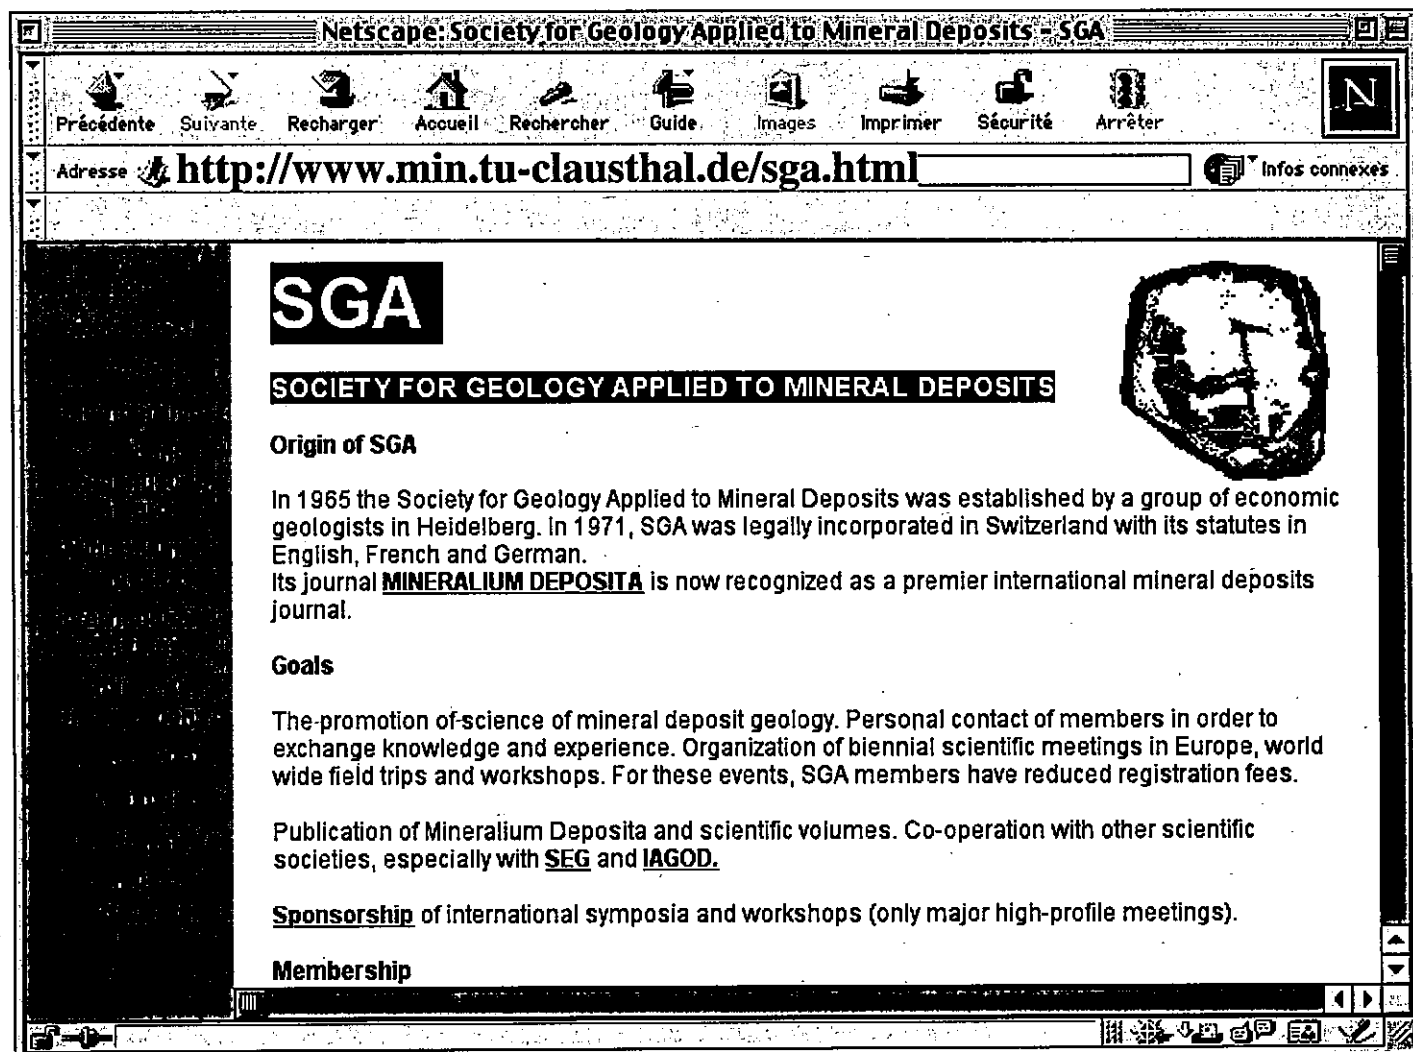 Netscape: Society for Geology Applied to Mineral Deposits - SGA
Précédente Suivante Recharger Accueil Rechercher Guide Images Imprimer Sécurité Arrêter N
Adresse http://www.min.tu-clausthal.de/sga.html Infos connexes
SGA
SOCIETY FOR GEOLOGY APPLIED TO MINERAL DEPOSITS
Origin of SGA
In 1965 the Society for Geology Applied to Mineral Deposits was established by a group of economic
geologists in Heidelberg. In 1971, SGA was legally incorporated in Switzerland with its statutes in
English, French and German.
Its journal MINERALIUM DEPOSITA is now recognized as a premier international mineral deposits
journal.
Goals
The promotion of science of mineral deposit geology. Personal contact of members in order to
exchange knowledge and experience. Organization of biennial scientific meetings in Europe, world
wide field trips and workshops. For these events, SGA members have reduced registration fees.
Publication of Mineralium Deposita and scientific volumes. Co-operation with other scientific
societies, especially with SEG and IAGOD.
Sponsorship of international symposia and workshops (only major high-profile meetings).
Membership